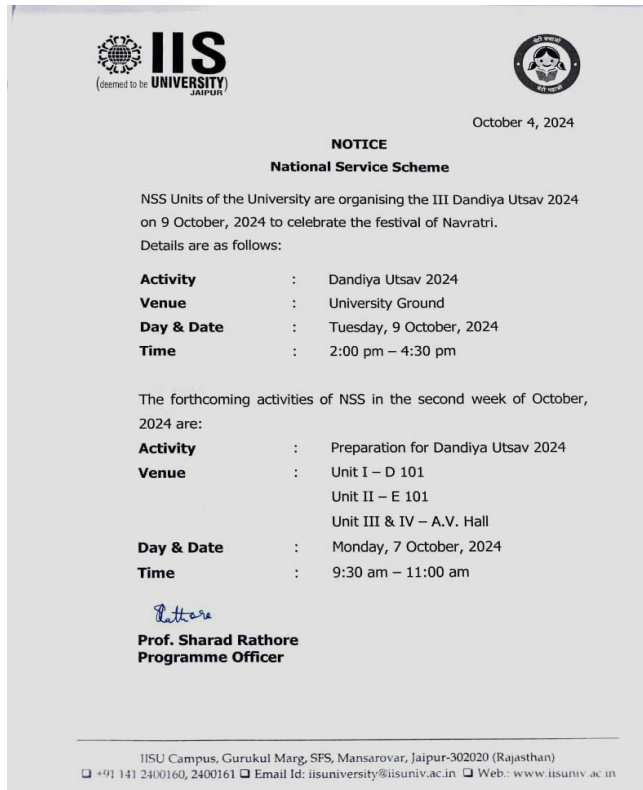 IIS
(deemed to be UNIVERSITY)
JAIPUR
बेटी बचाओ
बेटी पढ़ाओ
October 4, 2024
NOTICE
National Service Scheme
NSS Units of the University are organising the III Dandiya Utsav 2024
on 9 October, 2024 to celebrate the festival of Navratri.
Details are as follows:
Activity : Dandiya Utsav 2024
Venue : University Ground
Day & Date : Tuesday, 9 October, 2024
Time : 2:00 pm – 4:30 pm
The forthcoming activities of NSS in the second week of October,
2024 are:
Activity : Preparation for Dandiya Utsav 2024
Venue : Unit I – D 101
Unit II – E 101
Unit III & IV – A.V. Hall
Day & Date : Monday, 7 October, 2024
Time : 9:30 am – 11:00 am
Rathore
Prof. Sharad Rathore
Programme Officer
IISU Campus, Gurukul Marg, SFS, Mansarovar, Jaipur-302020 (Rajasthan)
❑ +91 141 2400160, 2400161 ❑ Email Id: iisuniversity@iisuniv.ac.in ❑ Web.: www.iisuniv.ac.in